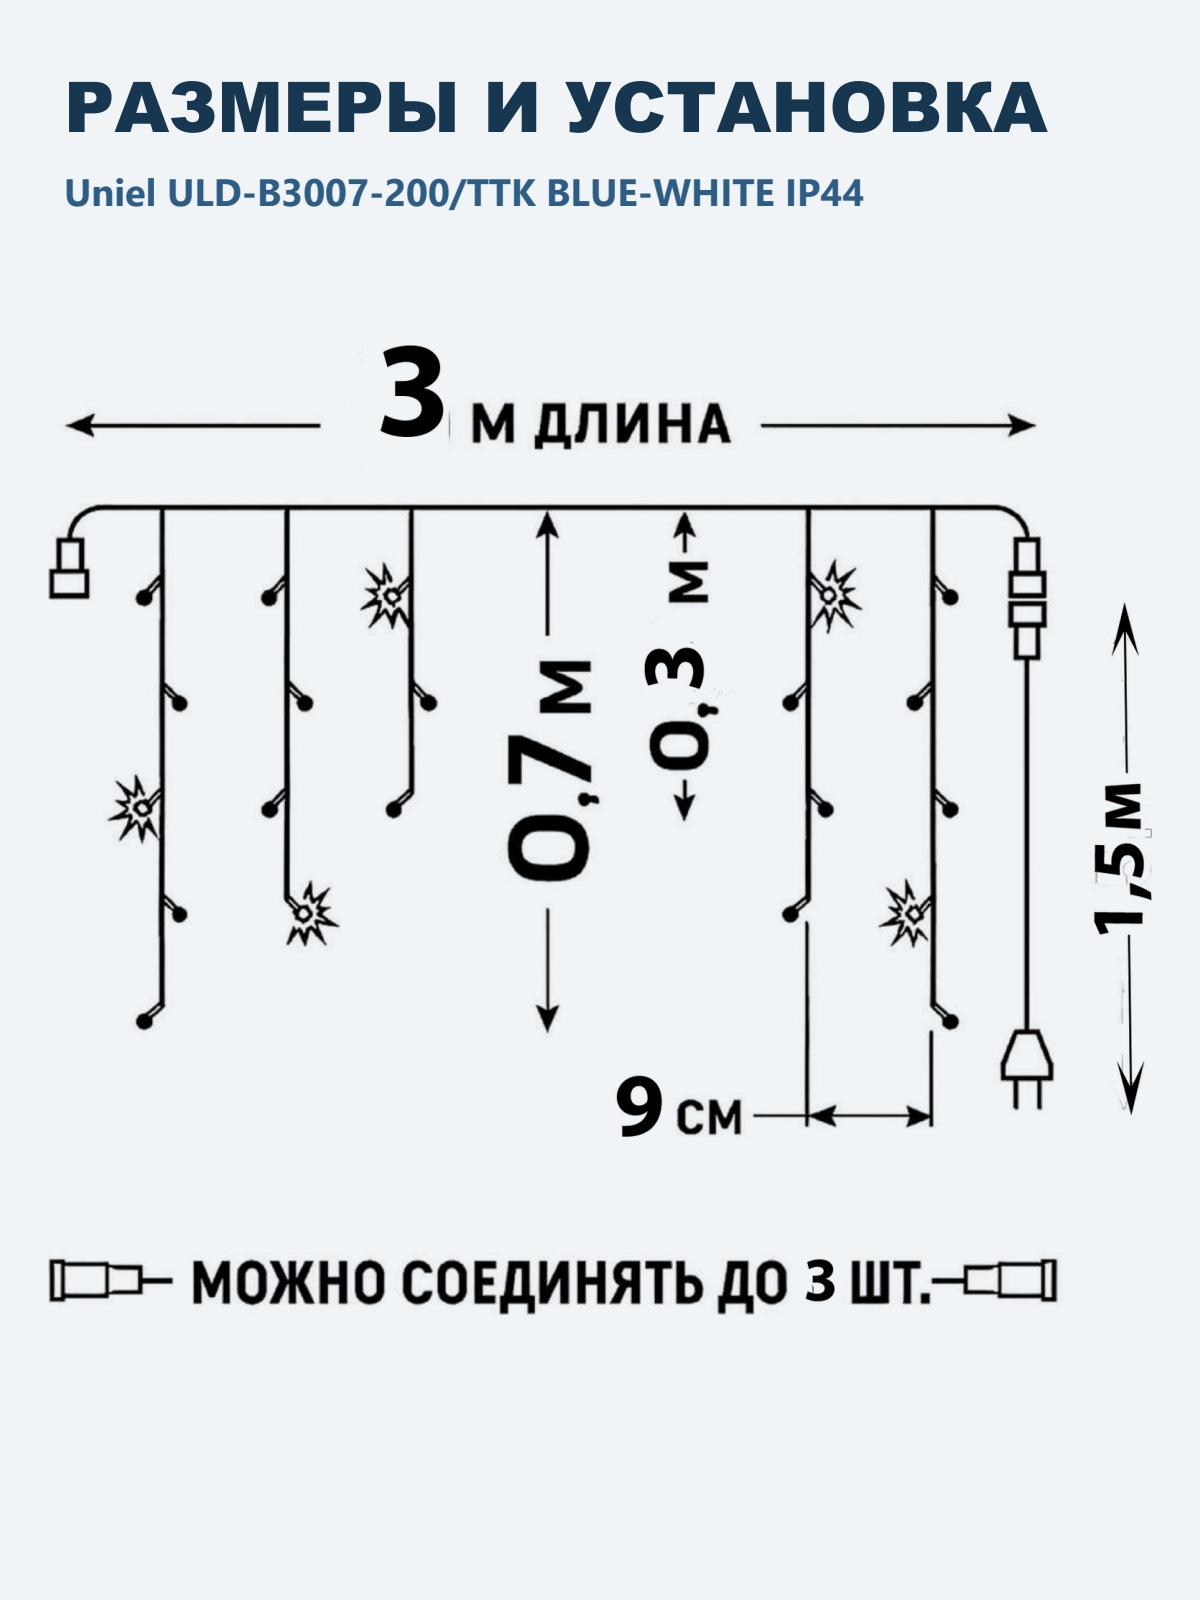 РАЗМЕРЫ И УСТАНОВКА
Uniel ULD-B3007-200/TTK BLUE-WHITE IP44
3 м ДЛИНА
0,7 м
0,3 м
1,5 м
9 см
МОЖНО СОЕДИНЯТЬ ДО 3 ШТ.